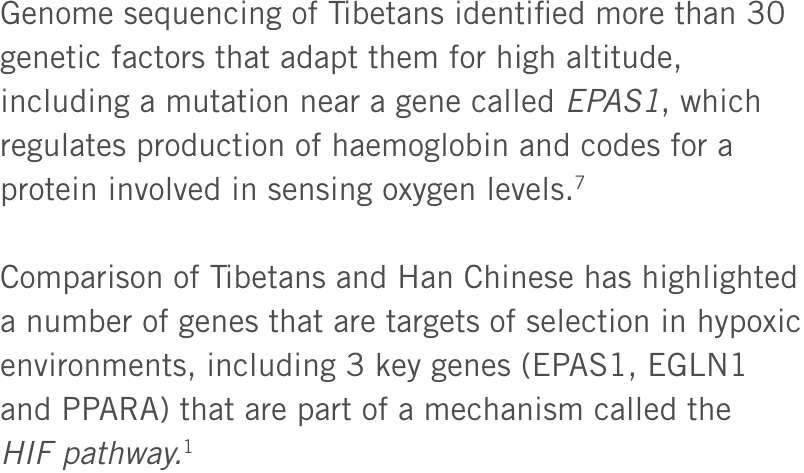 Genome sequencing of Tibetans identified more than 30
genetic factors that adapt them for high altitude,
including a mutation near a gene called EPAS1, which
regulates production of haemoglobin and codes for a
protein involved in sensing oxygen levels.⁷
Comparison of Tibetans and Han Chinese has highlighted
a number of genes that are targets of selection in hypoxic
environments, including 3 key genes (EPAS1, EGLN1
and PPARA) that are part of a mechanism called the
HIF pathway.¹